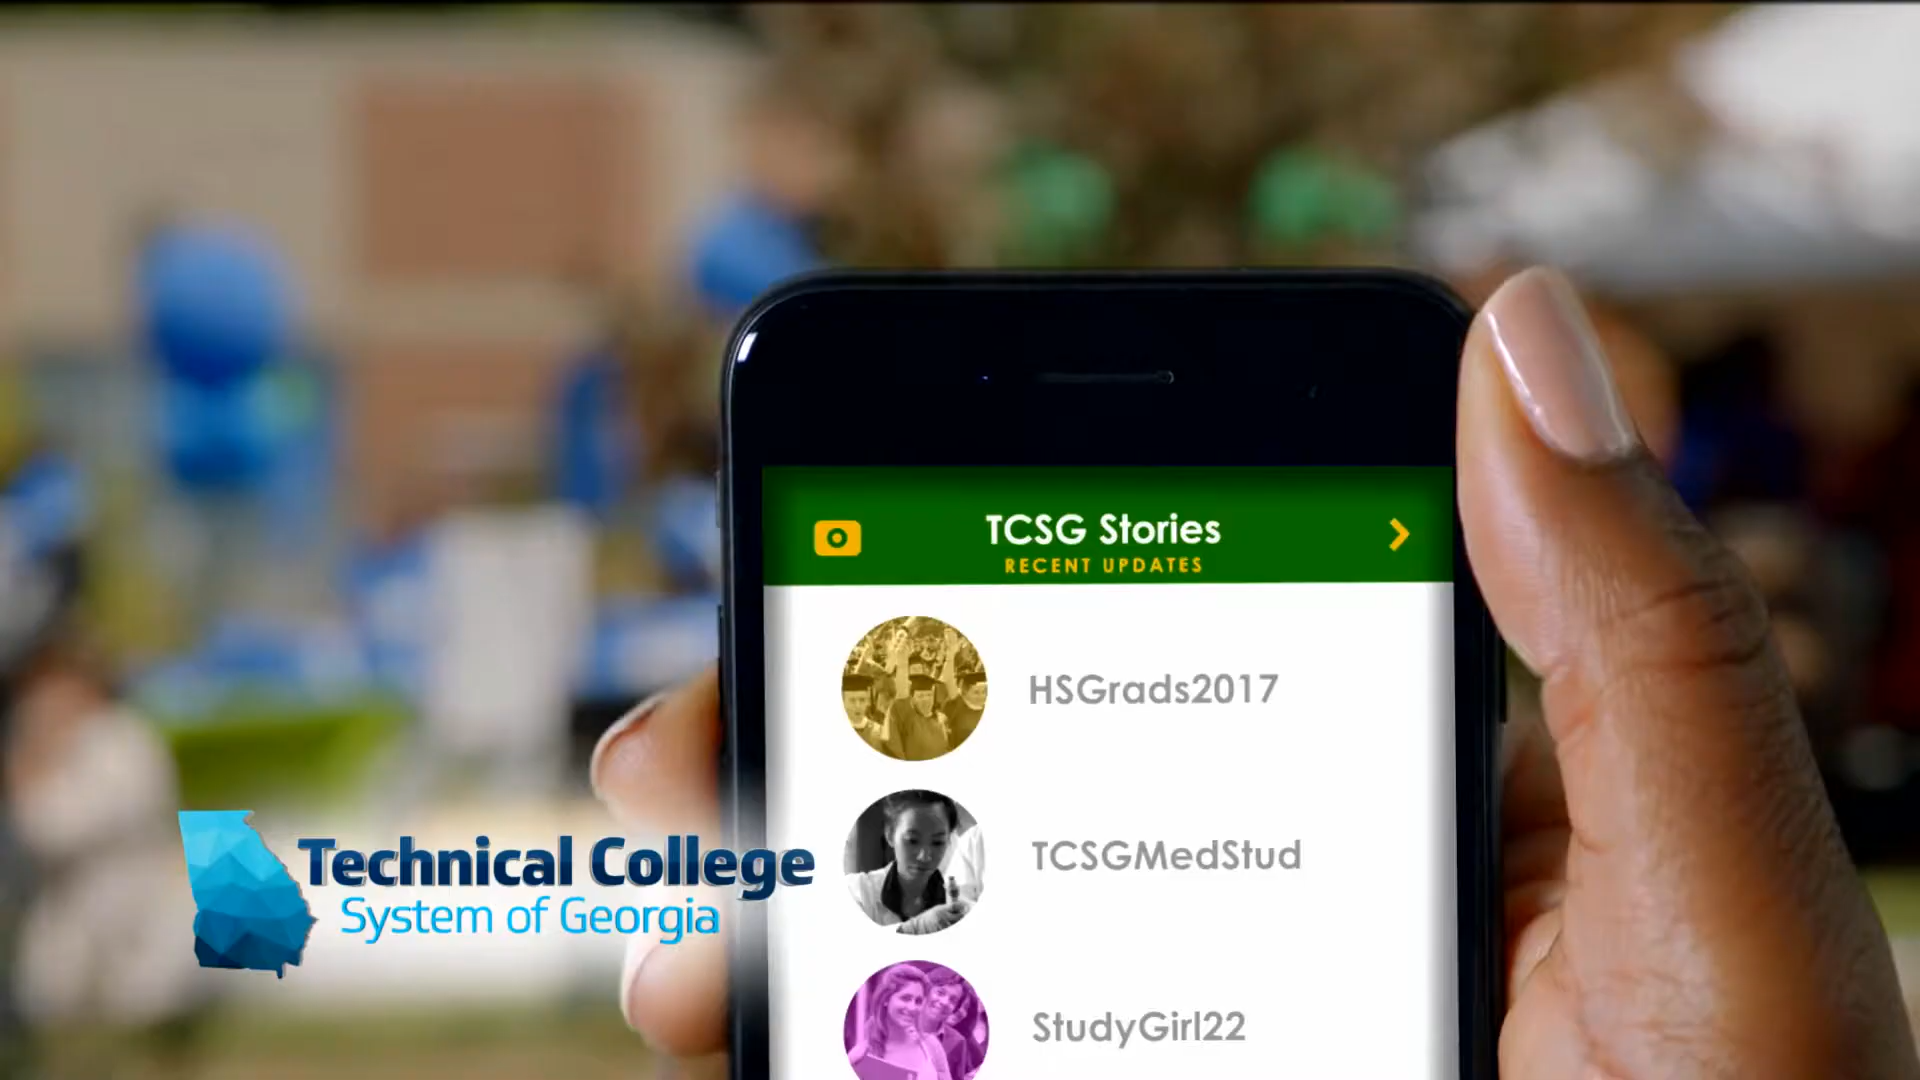 TCSG Stories
RECENT UPDATES
HSGrads2017
TCSGMedStud
StudyGirl22
Technical College
System of Georgia